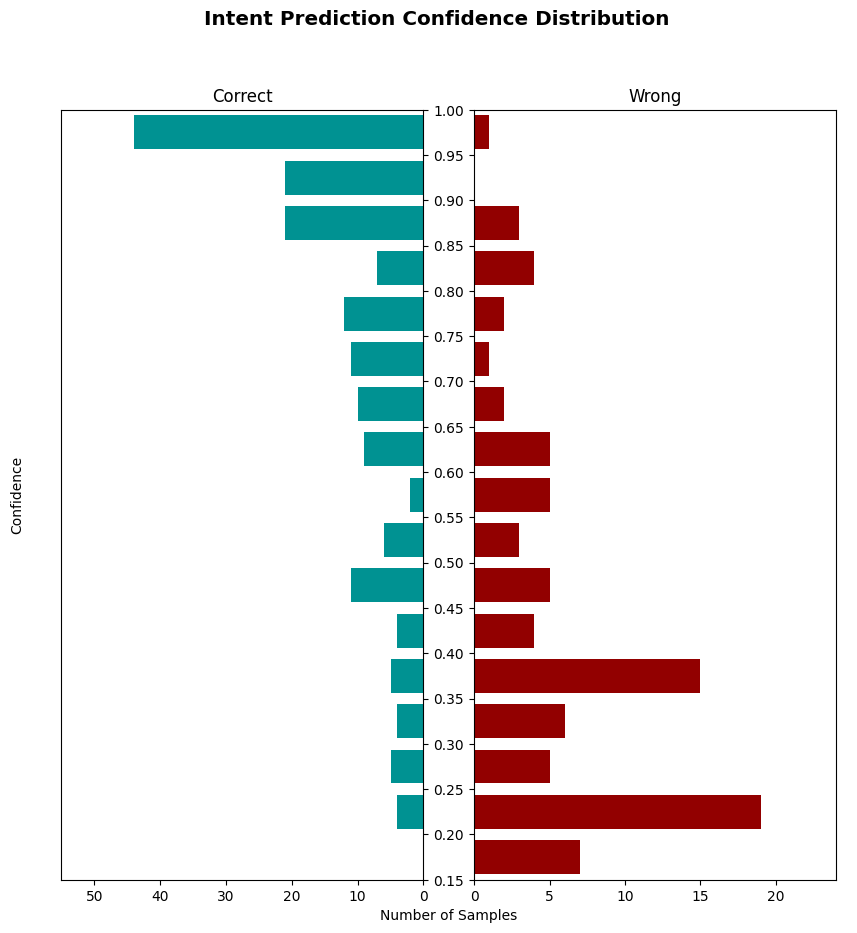 Intent Prediction Confidence Distribution
Correct
Wrong
1.00
0.95
0.90
0.85
0.80
0.75
0.70
0.65
0.60
0.55
0.50
0.45
0.40
0.35
0.30
0.25
0.20
0.15
Confidence
50 40 30 20 10 0
0 5 10 15 20
Number of Samples